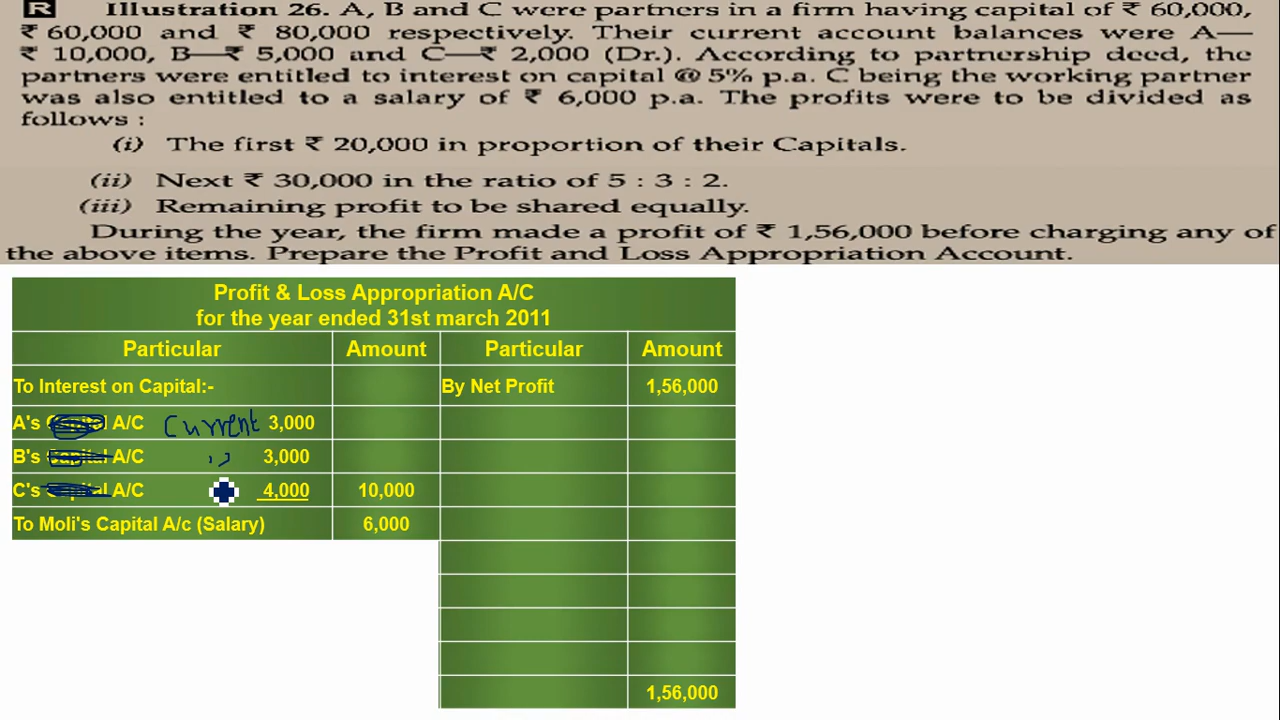 R Illustration 26. A, B and C were partners in a firm having capital of ₹ 60,000,
₹ 60,000 and ₹ 80,000 respectively. Their current account balances were A—
₹ 10,000, B—₹ 5,000 and C—₹ 2,000 (Dr.). According to partnership deed, the
partners were entitled to interest on capital @ 5% p.a. C being the working partner
was also entitled to a salary of ₹ 6,000 p.a. The profits were to be divided as
follows :
(i) The first ₹ 20,000 in proportion of their Capitals.
(ii) Next ₹ 30,000 in the ratio of 5 : 3 : 2.
(iii) Remaining profit to be shared equally.
During the year, the firm made a profit of ₹ 1,56,000 before charging any of
the above items. Prepare the Profit and Loss Appropriation Account.
Profit & Loss Appropriation A/C
for the year ended 31st march 2011
Particular Amount Particular Amount
To Interest on Capital:- By Net Profit 1,56,000
A's Capital A/C Current 3,000
B's Capital A/C ,, 3,000
C's Capital A/C 4,000 10,000
To Moli's Capital A/c (Salary) 6,000
1,56,000